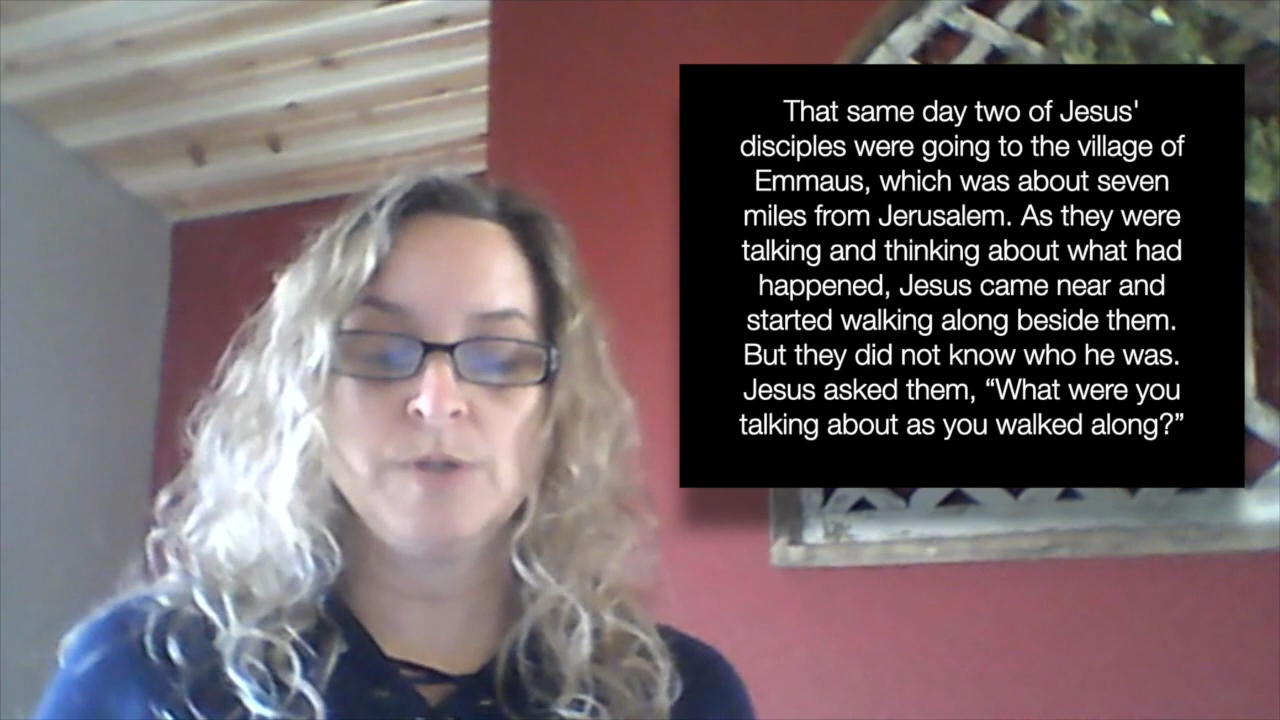 That same day two of Jesus'
disciples were going to the village of
Emmaus, which was about seven
miles from Jerusalem. As they were
talking and thinking about what had
happened, Jesus came near and
started walking along beside them.
But they did not know who he was.
Jesus asked them, “What were you
talking about as you walked along?”